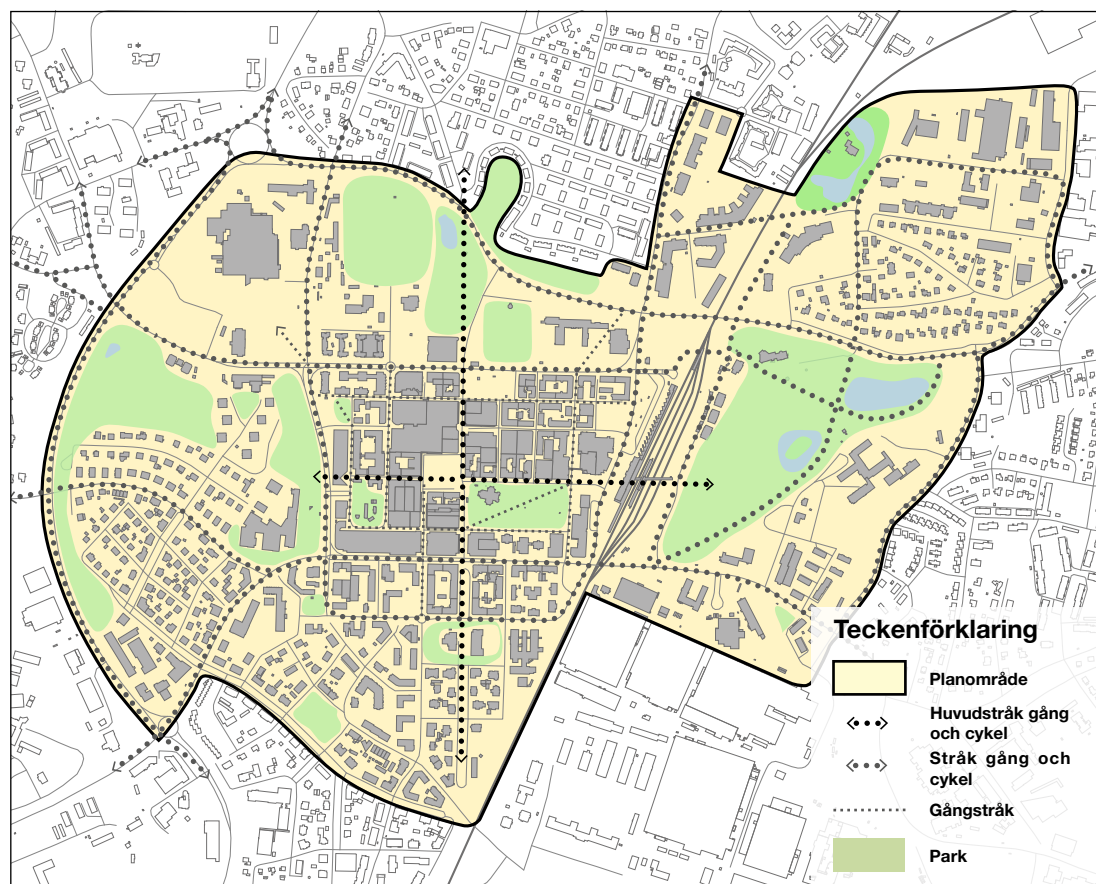 Teckenförklaring
Planområde
Huvudstråk gång
och cykel
Stråk gång och
cykel
Gångstråk
Park